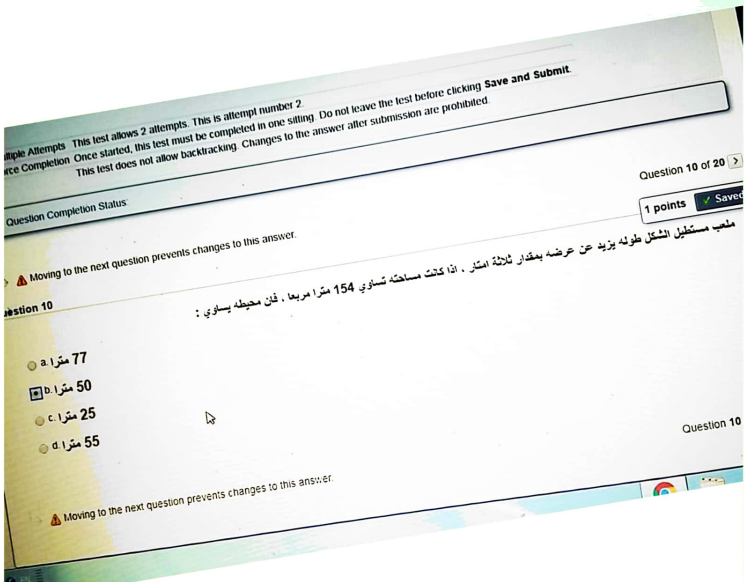 Multiple Attempts This test allows 2 attempts. This is attempt number 2.
Force Completion Once started, this test must be completed in one sitting. Do not leave the test before clicking Save and Submit.
This test does not allow backtracking. Changes to the answer after submission are prohibited.
Question Completion Status:
Question 10 of 20
Moving to the next question prevents changes to this answer.
Question 10
1 points
Saved
ملعب مستطيل الشكل طوله يزيد عن عرضه بمقدار ثلاثة امتار ، اذا كانت مساحته تساوي 154 مترا مربعا ، فان محيطه يساوي :
a. 77 مترا
b. 50 مترا
c. 25 مترا
d. 55 مترا
Question 10
Moving to the next question prevents changes to this answer.